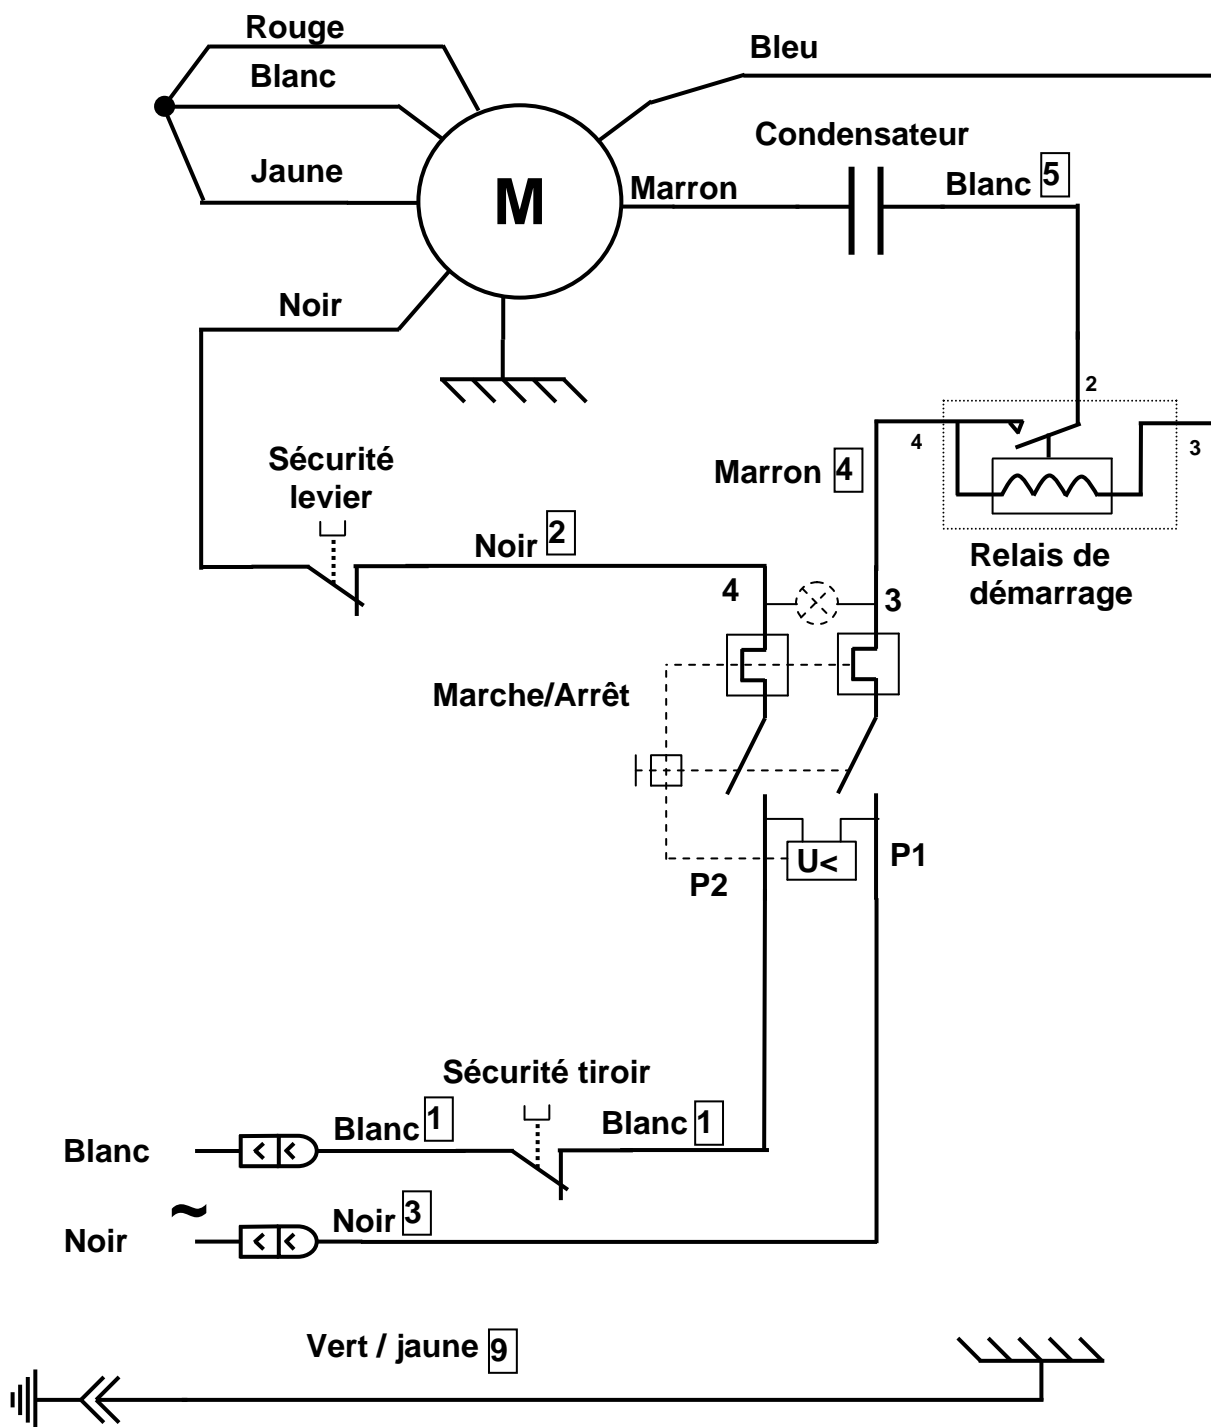 Rouge
Bleu
Blanc
Condensateur
Jaune
M
Marron
Blanc 5
Noir
2
4
3
Sécurité
levier
Marron 4
Noir 2
Relais de
démarrage
4
3
Marche/Arrêt
U<
P1
P2
Sécurité tiroir
Blanc
Blanc 1
Blanc 1
~
Noir
Noir 3
Vert / jaune 9